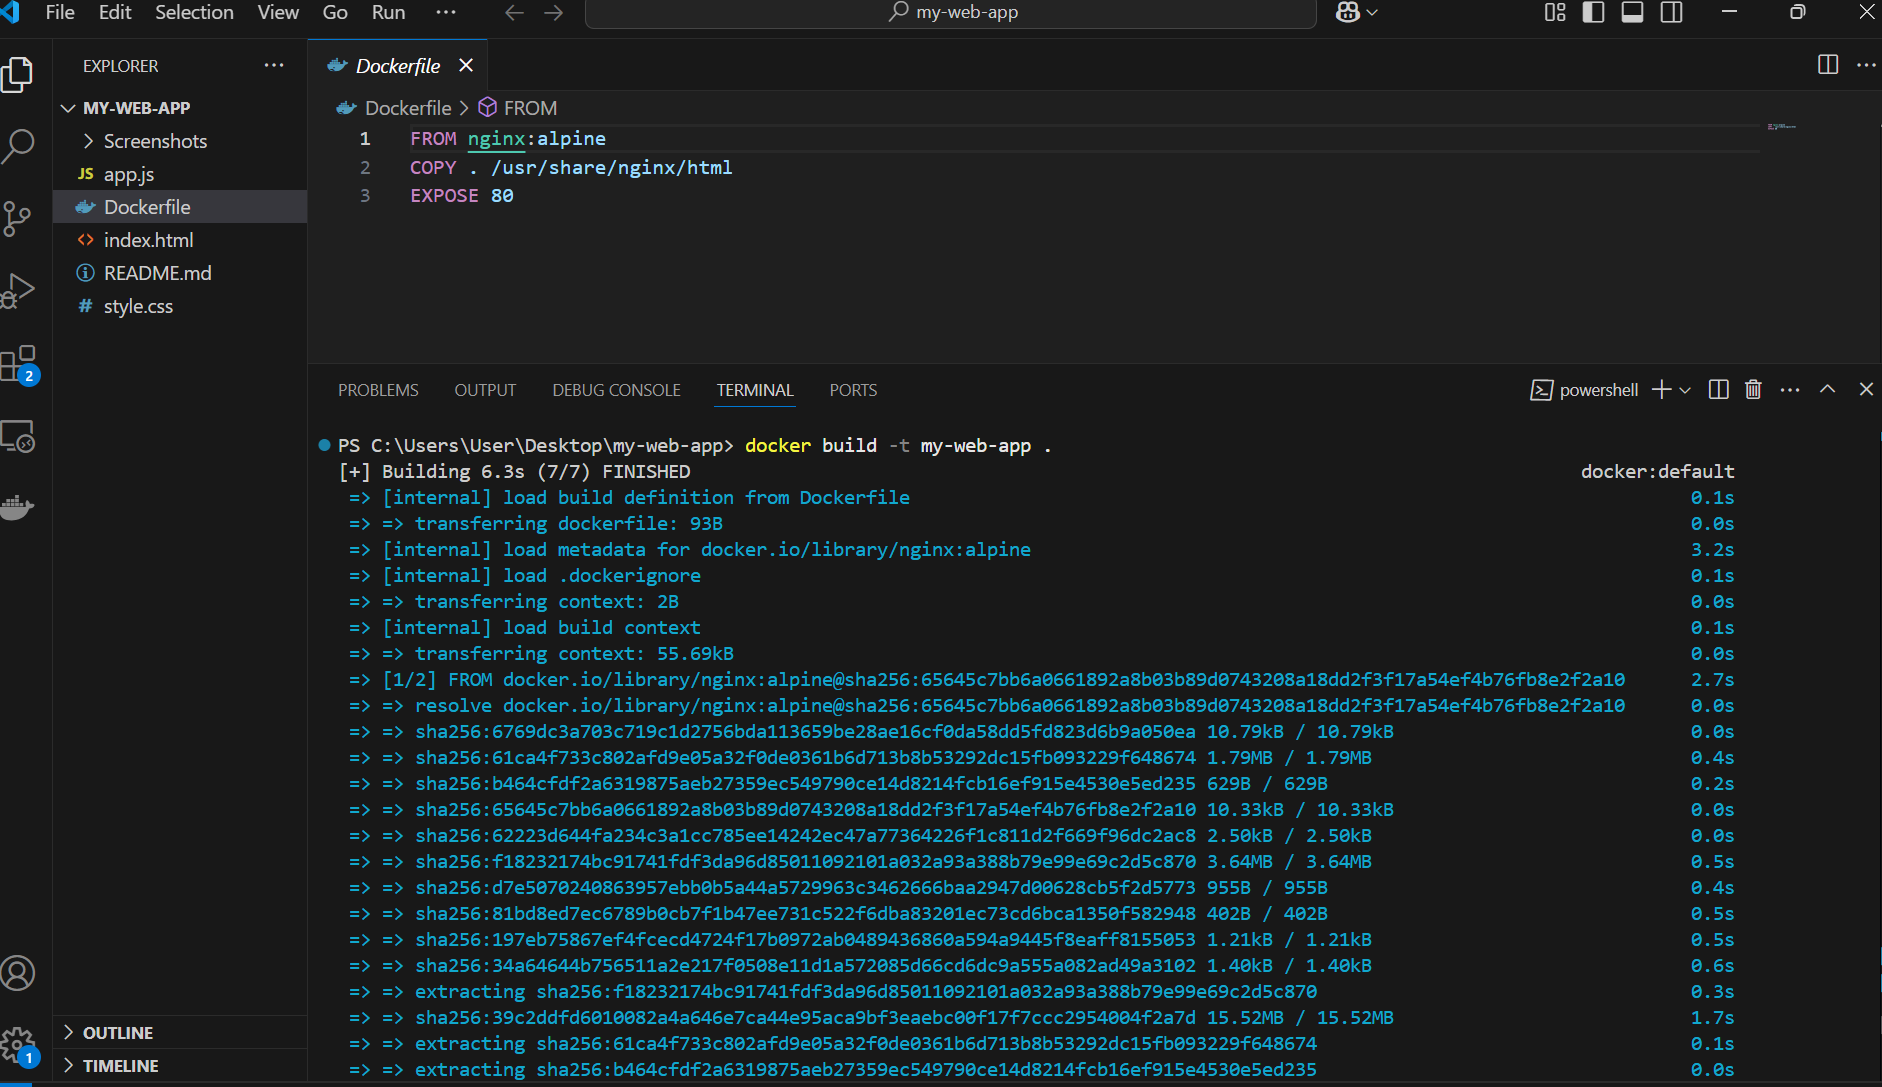 File Edit Selection View Go Run ···
my-web-app
EXPLORER
MY-WEB-APP
Screenshots
JS app.js
Dockerfile
index.html
README.md
# style.css
OUTLINE
TIMELINE
2
1
Dockerfile
Dockerfile > FROM
1 FROM nginx:alpine
2 COPY . /usr/share/nginx/html
3 EXPOSE 80
PROBLEMS OUTPUT DEBUG CONSOLE TERMINAL PORTS
powershell
PS C:\Users\User\Desktop\my-web-app> docker build -t my-web-app .
[+] Building 6.3s (7/7) FINISHED docker:default
=> [internal] load build definition from Dockerfile 0.1s
=> => transferring dockerfile: 93B 0.0s
=> [internal] load metadata for docker.io/library/nginx:alpine 3.2s
=> [internal] load .dockerignore 0.1s
=> => transferring context: 2B 0.0s
=> [internal] load build context 0.1s
=> => transferring context: 55.69kB 0.0s
=> [1/2] FROM docker.io/library/nginx:alpine@sha256:65645c7bb6a0661892a8b03b89d0743208a18dd2f3f17a54ef4b76fb8e2f2a10 2.7s
=> => resolve docker.io/library/nginx:alpine@sha256:65645c7bb6a0661892a8b03b89d0743208a18dd2f3f17a54ef4b76fb8e2f2a10 0.0s
=> => sha256:6769dc3a703c719c1d2756bda113659be28ae16cf0da58dd5fd823d6b9a050ea 10.79kB / 10.79kB 0.0s
=> => sha256:61ca4f733c802afd9e05a32f0de0361b6d713b8b53292dc15fb093229f648674 1.79MB / 1.79MB 0.4s
=> => sha256:b464cfdf2a6319875aeb27359ec549790ce14d8214fcb16ef915e4530e5ed235 629B / 629B 0.2s
=> => sha256:65645c7bb6a0661892a8b03b89d0743208a18dd2f3f17a54ef4b76fb8e2f2a10 10.33kB / 10.33kB 0.0s
=> => sha256:62223d644fa234c3a1cc785ee14242ec47a77364226f1c811d2f669f96dc2ac8 2.50kB / 2.50kB 0.0s
=> => sha256:f18232174bc91741fdf3da96d85011092101a032a93a388b79e99e69c2d5c870 3.64MB / 3.64MB 0.5s
=> => sha256:d7e5070240863957ebb0b5a44a5729963c3462666baa2947d00628cb5f2d5773 955B / 955B 0.4s
=> => sha256:81bd8ed7ec6789b0cb7f1b47ee731c522f6dba83201ec73cd6bca1350f582948 402B / 402B 0.5s
=> => sha256:197eb75867ef4fcecd4724f17b0972ab0489436860a594a9445f8eaff8155053 1.21kB / 1.21kB 0.5s
=> => sha256:34a64644b756511a2e217f0508e11d1a572085d66cd6dc9a555a082ad49a3102 1.40kB / 1.40kB 0.6s
=> => extracting sha256:f18232174bc91741fdf3da96d85011092101a032a93a388b79e99e69c2d5c870 0.3s
=> => sha256:39c2ddfd6010082a4a646e7ca44e95aca9bf3eaebc00f17f7ccc2954004f2a7d 15.52MB / 15.52MB 1.7s
=> => extracting sha256:61ca4f733c802afd9e05a32f0de0361b6d713b8b53292dc15fb093229f648674 0.1s
=> => extracting sha256:b464cfdf2a6319875aeb27359ec549790ce14d8214fcb16ef915e4530e5ed235 0.0s